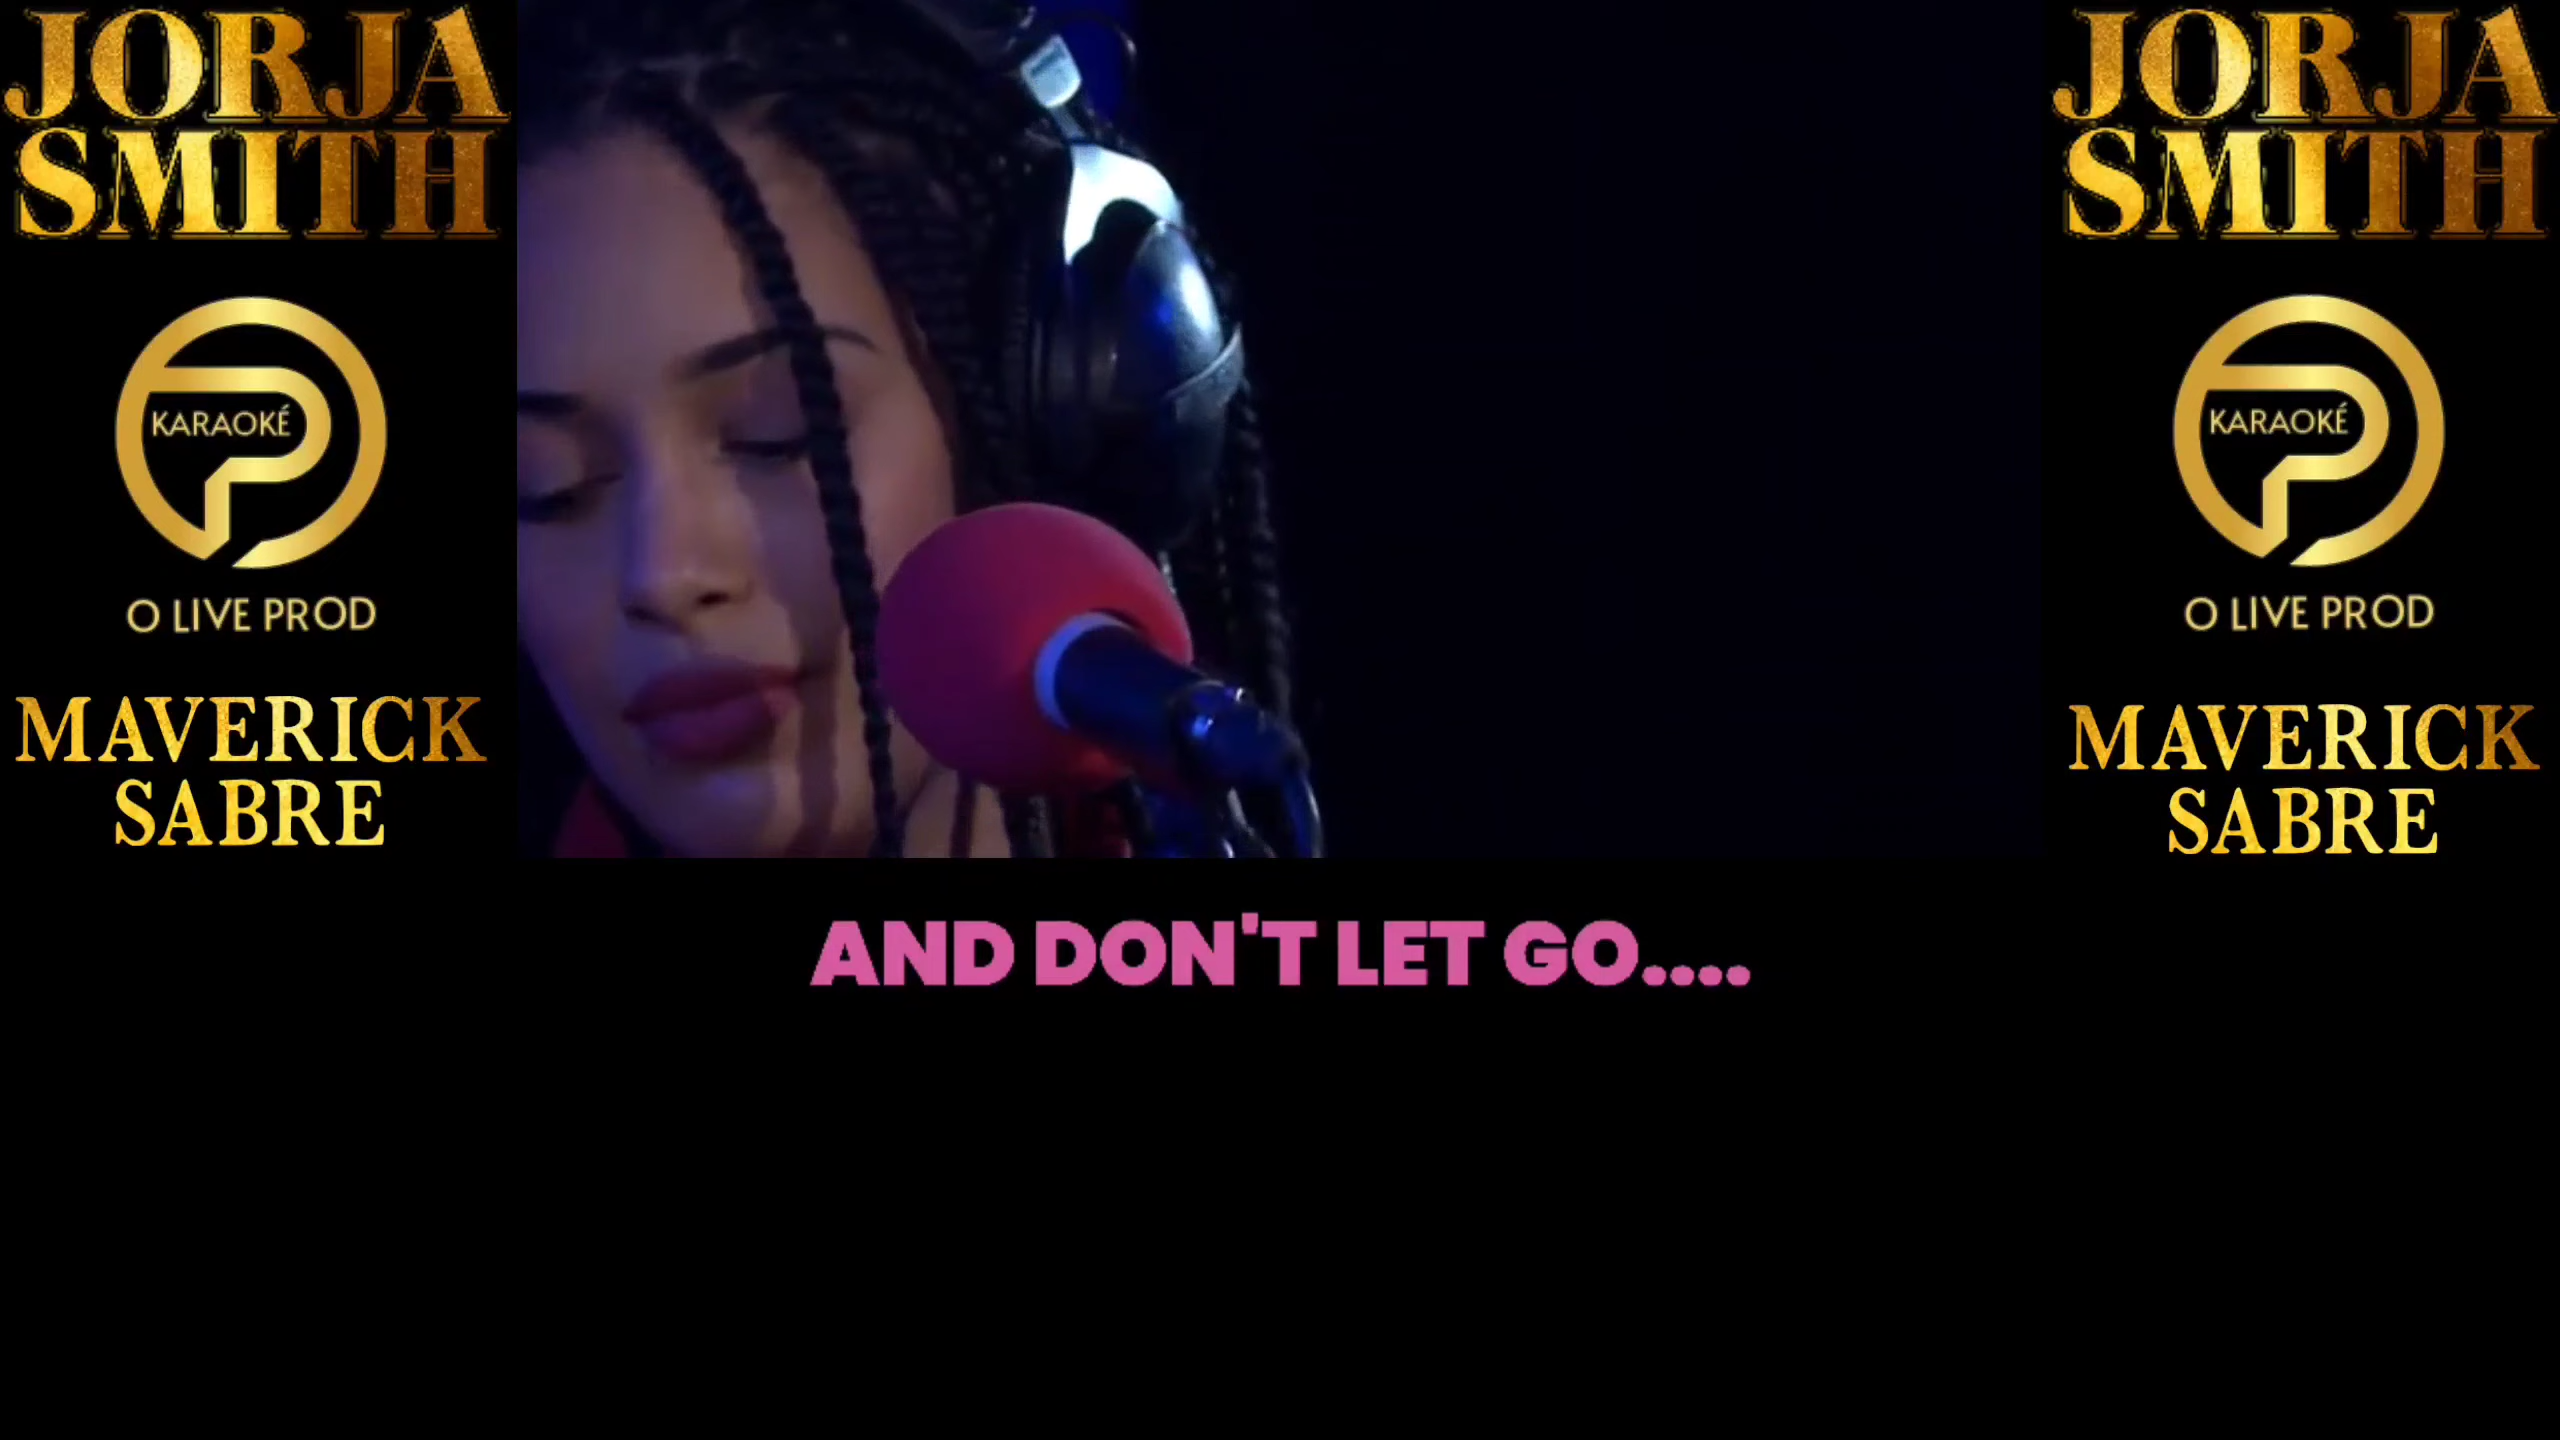 JORJA
SMITH
KARAOKÉ
O LIVE PROD
MAVERICK
SABRE
JORJA
SMITH
KARAOKÉ
O LIVE PROD
MAVERICK
SABRE
AND DON'T LET GO....